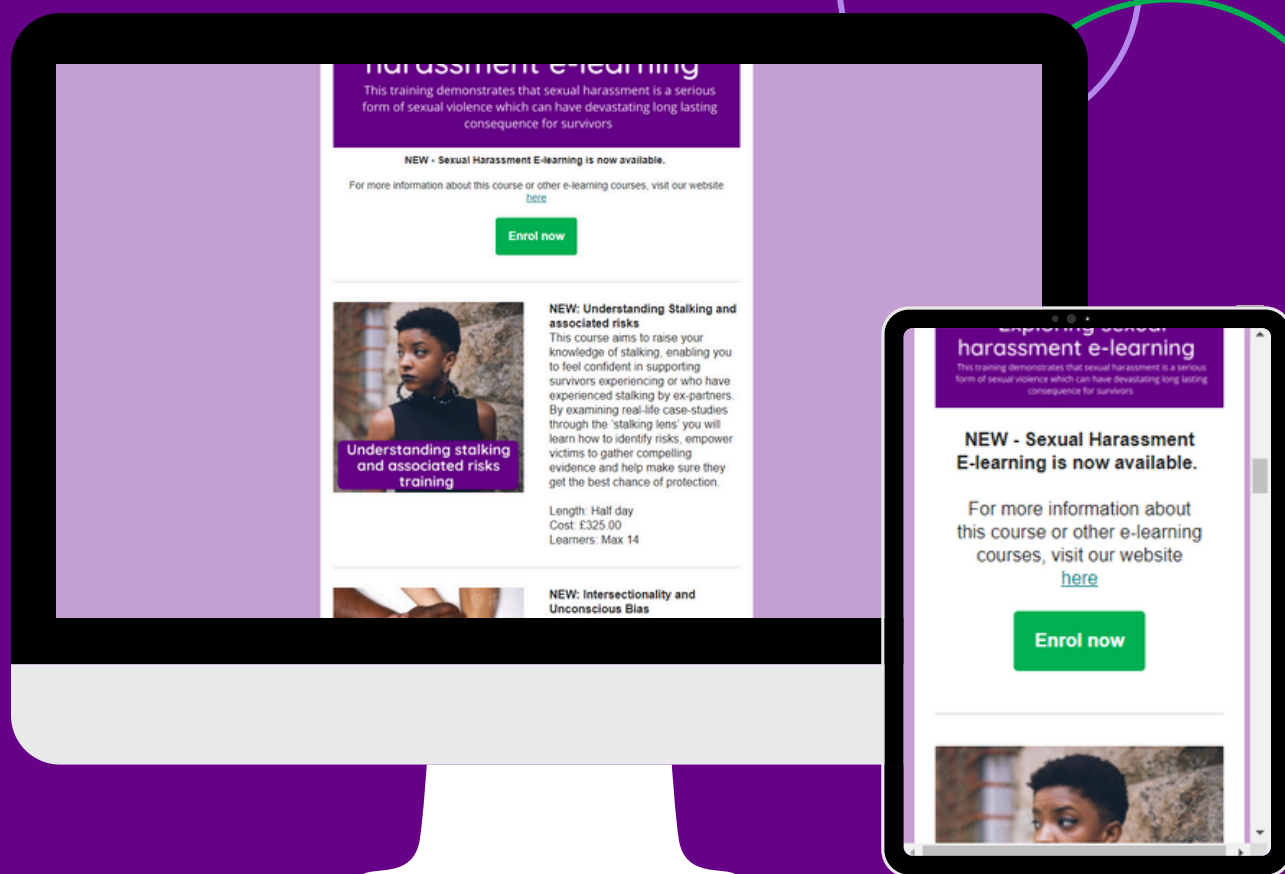 harassment e-learning
This training demonstrates that sexual harassment is a serious
form of sexual violence which can have devastating long lasting
consequence for survivors
NEW - Sexual Harassment E-learning is now available.
For more information about this course or other e-learning courses, visit our website
here
Enrol now
Understanding stalking
and associated risks
training
NEW: Understanding Stalking and
associated risks
This course aims to raise your
knowledge of stalking, enabling you
to feel confident in supporting
survivors experiencing or who have
experienced stalking by ex-partners.
By examining real-life case-studies
through the 'stalking lens' you will
learn how to identify risks, empower
victims to gather compelling
evidence and help make sure they
get the best chance of protection.
Length: Half day
Cost: £325.00
Learners: Max 14
NEW: Intersectionality and
Unconscious Bias
Exploring sexual
harassment e-learning
This training demonstrates that sexual harassment is a serious
form of sexual violence which can have devastating long lasting
consequence for survivors
NEW - Sexual Harassment
E-learning is now available.
For more information about
this course or other e-learning
courses, visit our website
here
Enrol now